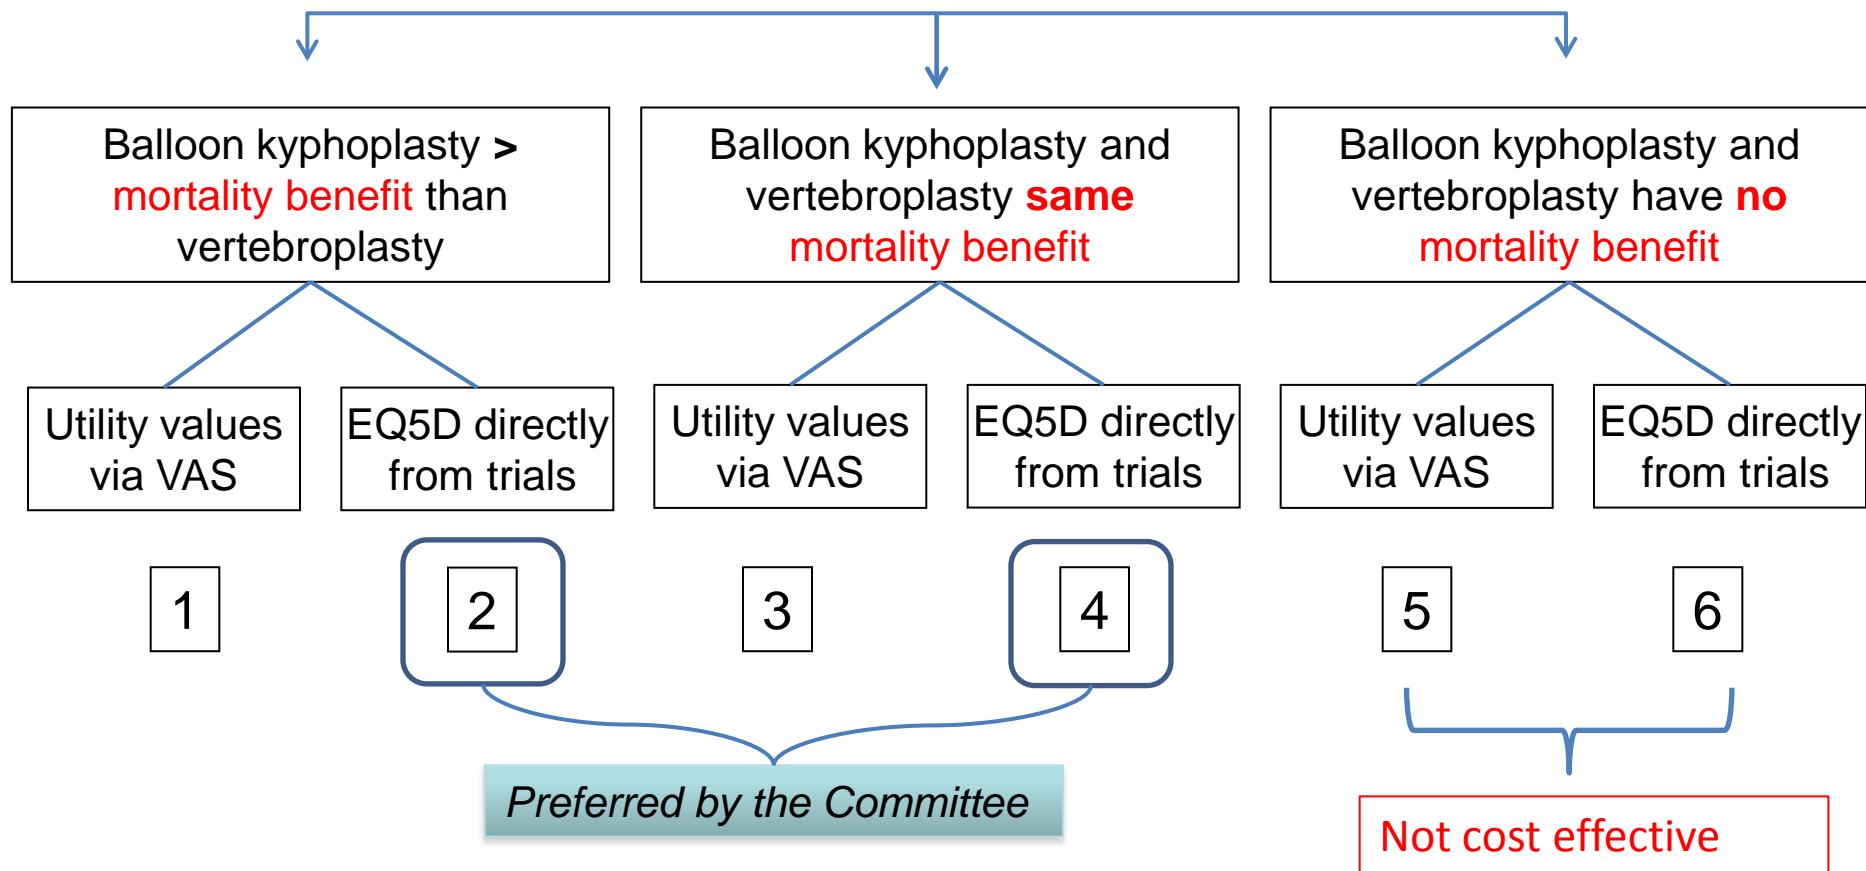 Balloon kyphoplasty >
mortality benefit than
vertebroplasty
Balloon kyphoplasty and
vertebroplasty same
mortality benefit
Balloon kyphoplasty and
vertebroplasty have no
mortality benefit
Utility values
via VAS
EQ5D directly
from trials
Utility values
via VAS
EQ5D directly
from trials
Utility values
via VAS
EQ5D directly
from trials
1
2
3
4
5
6
Preferred by the Committee
Not cost effective